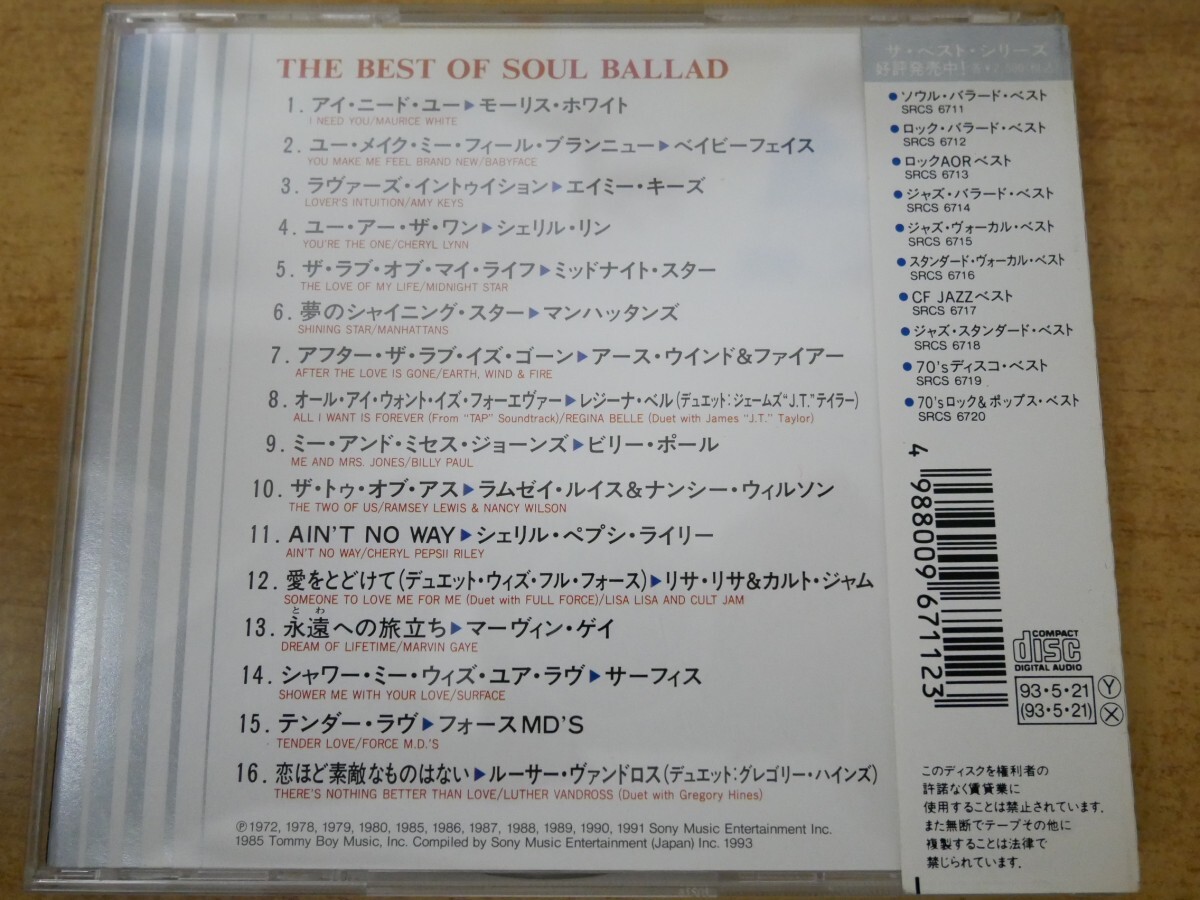 THE BEST OF SOUL BALLAD
1. アイ・ニード・ユー▶モーリス・ホワイト
I NEED YOU/MAURICE WHITE
2. ユー・メイク・ミー・フィール・ブランニュー▶ベイビーフェイス
YOU MAKE ME FEEL BRAND NEW/BABYFACE
3. ラヴァーズ・イントゥイション▶エイミー・キーズ
LOVER'S INTUITION/AMY KEYS
4. ユー・アー・ザ・ワン▶シェリル・リン
YOU'RE THE ONE/CHERYL LYNN
5. ザ・ラブ・オブ・マイ・ライフ▶ミッドナイト・スター
THE LOVE OF MY LIFE/MIDNIGHT STAR
6. 夢のシャイニング・スター▶マンハッタンズ
SHINING STAR/MANHATTANS
7. アフター・ザ・ラブ・イズ・ゴーン▶アース・ウインド&ファイアー
AFTER THE LOVE IS GONE/EARTH, WIND & FIRE
8. オール・アイ・ウォント・イズ・フォーエヴァー▶レジーナ・ベル(デュエット:ジェームズ"J.T."テイラー)
ALL I WANT IS FOREVER (From "TAP" Soundtrack)/REGINA BELLE (Duet with James "J.T." Taylor)
9. ミー・アンド・ミセス・ジョーンズ▶ビリー・ポール
ME AND MRS. JONES/BILLY PAUL
10. ザ・トゥ・オブ・アス▶ラムゼイ・ルイス&ナンシー・ウィルソン
THE TWO OF US/RAMSEY LEWIS & NANCY WILSON
11. AIN'T NO WAY▶シェリル・ペプシ・ライリー
AIN'T NO WAY/CHERYL PEPSII RILEY
12. 愛をとどけて(デュエット・ウィズ・フル・フォース)▶リサ・リサ&カルト・ジャム
SOMEONE TO LOVE ME FOR ME (Duet with FULL FORCE)/LISA LISA AND CULT JAM
とわ
13. 永遠への旅立ち▶マーヴィン・ゲイ
DREAM OF LIFETIME/MARVIN GAYE
14. シャワー・ミー・ウィズ・ユア・ラヴ▶サーフィス
SHOWER ME WITH YOUR LOVE/SURFACE
15. テンダー・ラヴ▶フォースMD'S
TENDER LOVE/FORCE M.D.'S
16. 恋ほど素敵なものはない▶ルーサー・ヴァンドロス(デュエット:グレゴリー・ハインズ)
THERE'S NOTHING BETTER THAN LOVE/LUTHER VANDROSS (Duet with Gregory Hines)
℗1972, 1978, 1979, 1980, 1985, 1986, 1987, 1988, 1989, 1990, 1991 Sony Music Entertainment Inc.
1985 Tommy Boy Music, Inc. Compiled by Sony Music Entertainment (Japan) Inc. 1993
ザ・ベスト・シリーズ
好評発売中!
●ソウル・バラード・ベスト
SRCS 6711
●ロック・バラード・ベスト
SRCS 6712
●ロックAORベスト
SRCS 6713
●ジャズ・バラード・ベスト
SRCS 6714
●ジャズ・ヴォーカル・ベスト
SRCS 6715
●スタンダード・ヴォーカル・ベスト
SRCS 6716
●CF JAZZベスト
SRCS 6717
●ジャズ・スタンダード・ベスト
SRCS 6718
●70'sディスコ・ベスト
SRCS 6719
●70'sロック&ポップス・ベスト
SRCS 6720
4 988009 671123
COMPACT
disc
DIGITAL AUDIO
93・5・21
(93・5・21)
Y
X
このディスクを権利者の
許諾なく賃貸業に
使用することは禁止されています。
また無断でテープその他に
複製することは法律で
禁じられています。